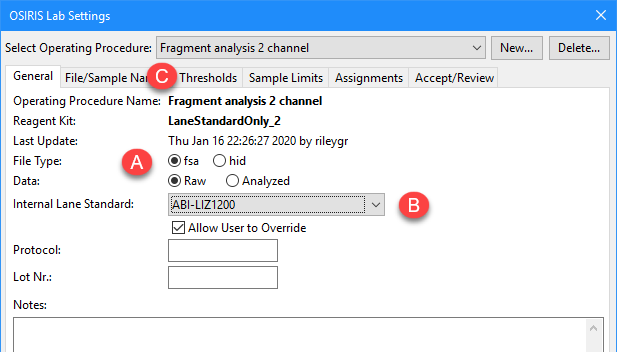 OSIRIS Lab Settings
Select Operating Procedure: Fragment analysis 2 channel New... Delete...
General File/Sample Nam C Thresholds Sample Limits Assignments Accept/Review
Operating Procedure Name: Fragment analysis 2 channel
Reagent Kit: LaneStandardOnly_2
Last Update: Thu Jan 16 22:26:27 2020 by rileygr
File Type: A fsa hid
Data: Raw Analyzed
Internal Lane Standard: ABI-LIZ1200 B
Allow User to Override
Protocol:
Lot Nr.:
Notes: